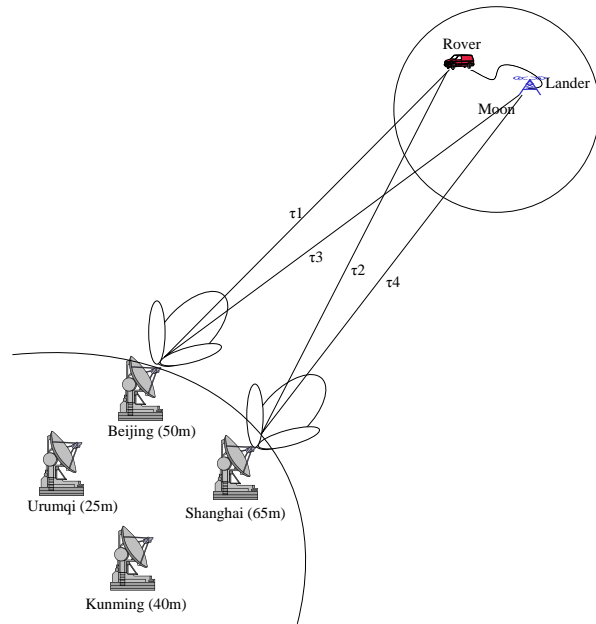 Rover
Lander
Moon
τ1
τ3
τ2
τ4
Beijing (50m)
Urumqi (25m)
Shanghai (65m)
Kunming (40m)